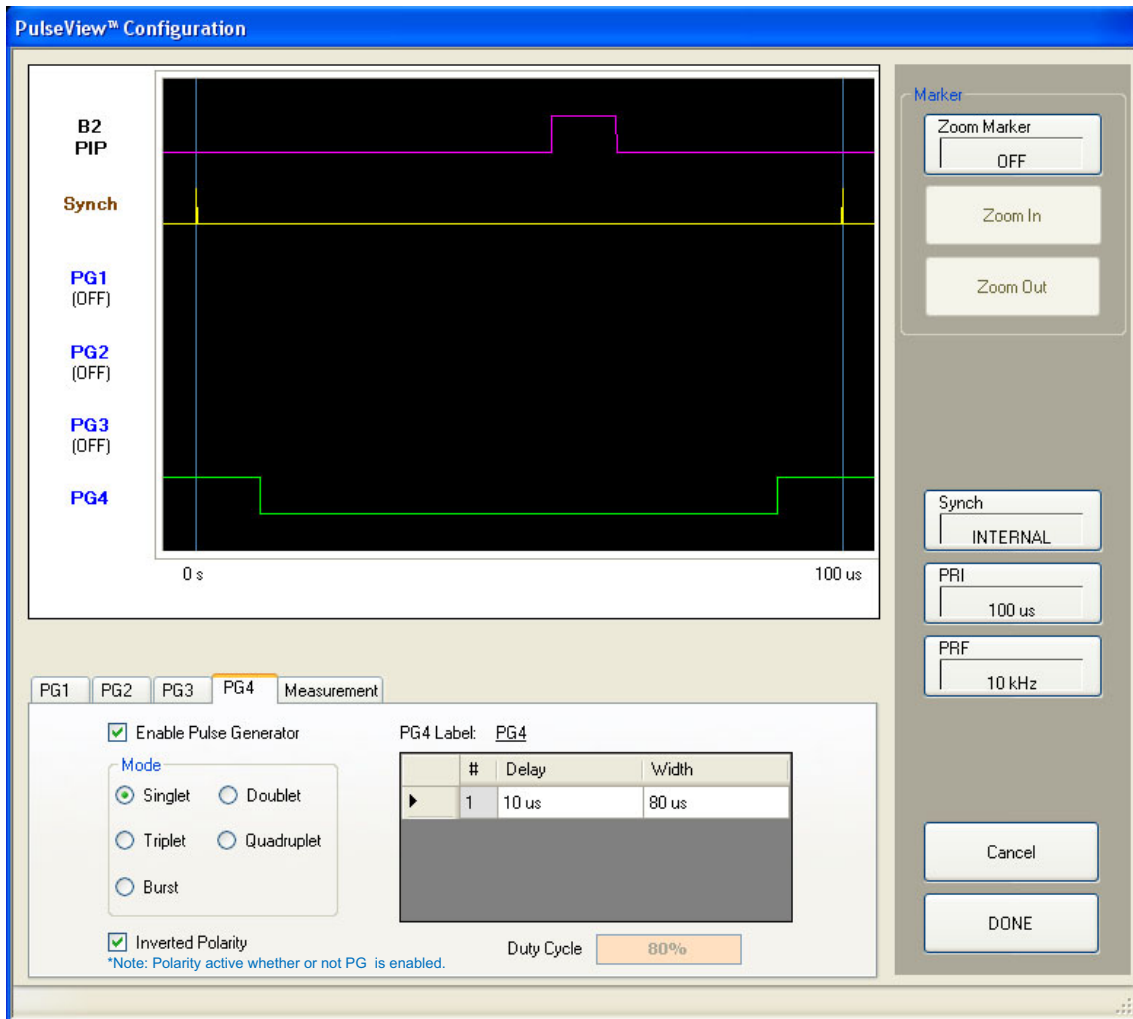 PulseView™ Configuration
B2
PIP
Synch
PG1
(OFF)
PG2
(OFF)
PG3
(OFF)
PG4
0 s
100 us
Marker
Zoom Marker
OFF
Zoom In
Zoom Out
Synch
INTERNAL
PRI
100 us
PRF
10 kHz
Cancel
DONE
PG1 PG2 PG3 PG4 Measurement
Enable Pulse Generator
Mode
Singlet Doublet
Triplet Quadruplet
Burst
Inverted Polarity
*Note: Polarity active whether or not PG is enabled.
PG4 Label: PG4
# Delay Width
1 10 us 80 us
Duty Cycle 80%